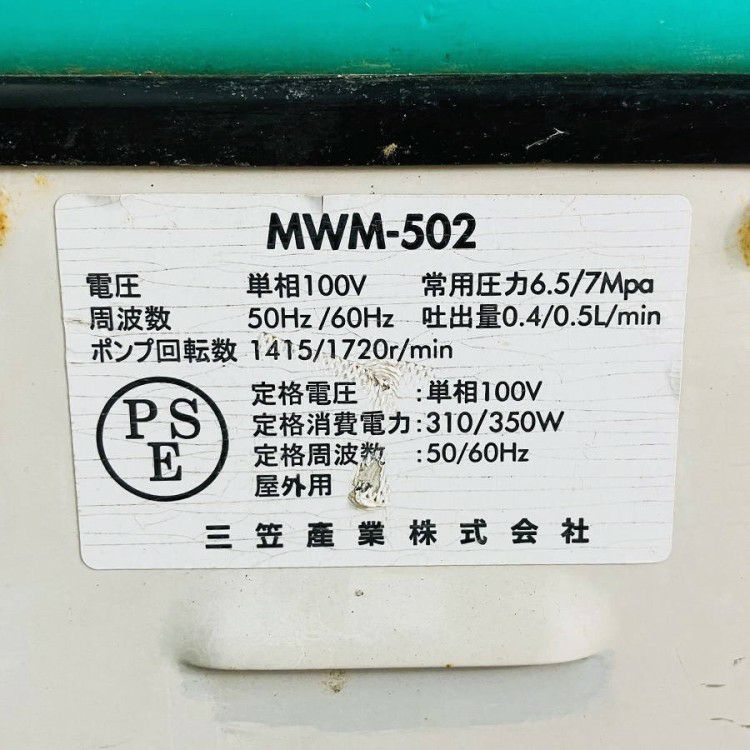 MWM-502
電圧 単相100V 常用圧力6.5/7Mpa
周波数 50Hz/60Hz 吐出量0.4/0.5L/min
ポンプ回転数 1415/1720r/min
PSE
定格電圧 :単相100V
定格消費電力:310/350W
定格周波数 :50/60Hz
屋外用
三笠産業株式会社